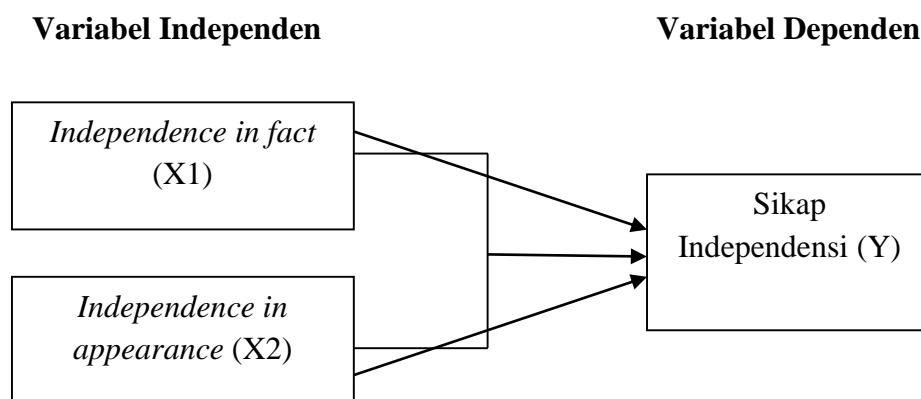 Variabel Independen
Variabel Dependen
Independence in fact
(X1)
Sikap
Independensi (Y)
Independence in
appearance (X2)